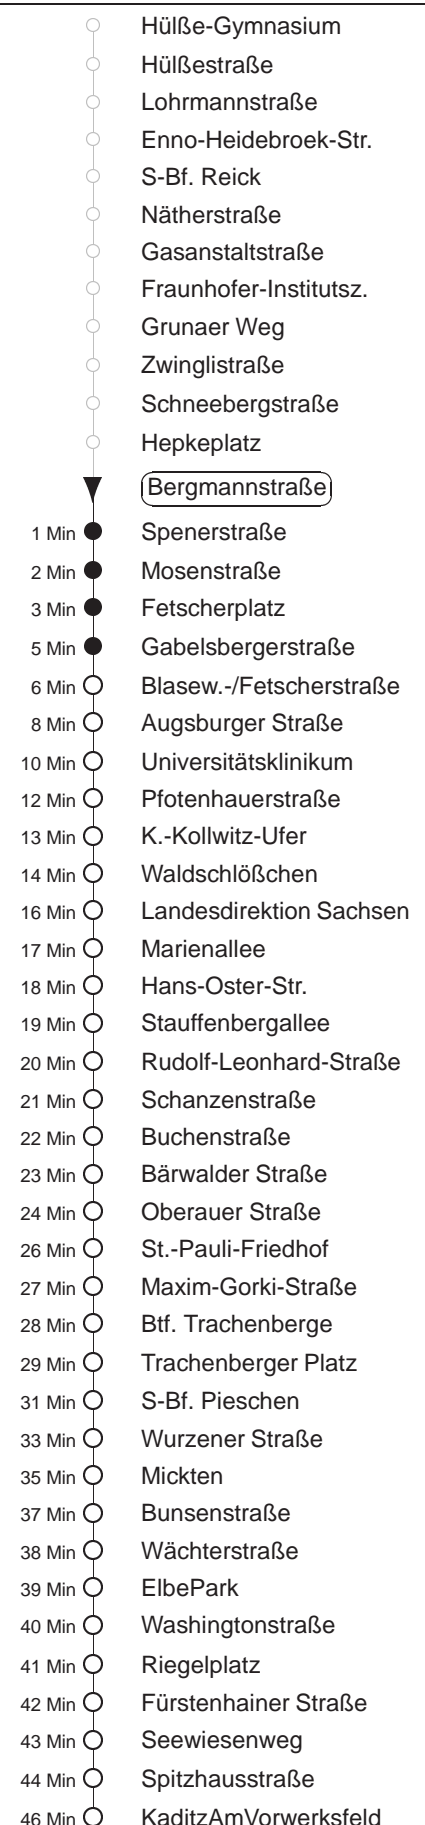 Hülße-Gymnasium
Hülßestraße
Lohrmannstraße
Enno-Heidebroek-Str.
S-Bf. Reick
Nätherstraße
Gasanstaltstraße
Fraunhofer-Institutsz.
Grunaer Weg
Zwinglistraße
Schneebergstraße
Hepkeplatz
Bergmannstraße
1 Min Spenerstraße
2 Min Mosenstraße
3 Min Fetscherplatz
5 Min Gabelsbergerstraße
6 Min Blasew.-/Fetscherstraße
8 Min Augsburger Straße
10 Min Universitätsklinikum
12 Min Pfotenhauerstraße
13 Min K.-Kollwitz-Ufer
14 Min Waldschlößchen
16 Min Landesdirektion Sachsen
17 Min Marienallee
18 Min Hans-Oster-Str.
19 Min Stauffenbergallee
20 Min Rudolf-Leonhard-Straße
21 Min Schanzenstraße
22 Min Buchenstraße
23 Min Bärwalder Straße
24 Min Oberauer Straße
26 Min St.-Pauli-Friedhof
27 Min Maxim-Gorki-Straße
28 Min Btf. Trachenberge
29 Min Trachenberger Platz
31 Min S-Bf. Pieschen
33 Min Wurzener Straße
35 Min Mickten
37 Min Bunsenstraße
38 Min Wächterstraße
39 Min ElbePark
40 Min Washingtonstraße
41 Min Riegelplatz
42 Min Fürstenhainer Straße
43 Min Seewiesenweg
44 Min Spitzhausstraße
46 Min KaditzAmVorwerksfeld